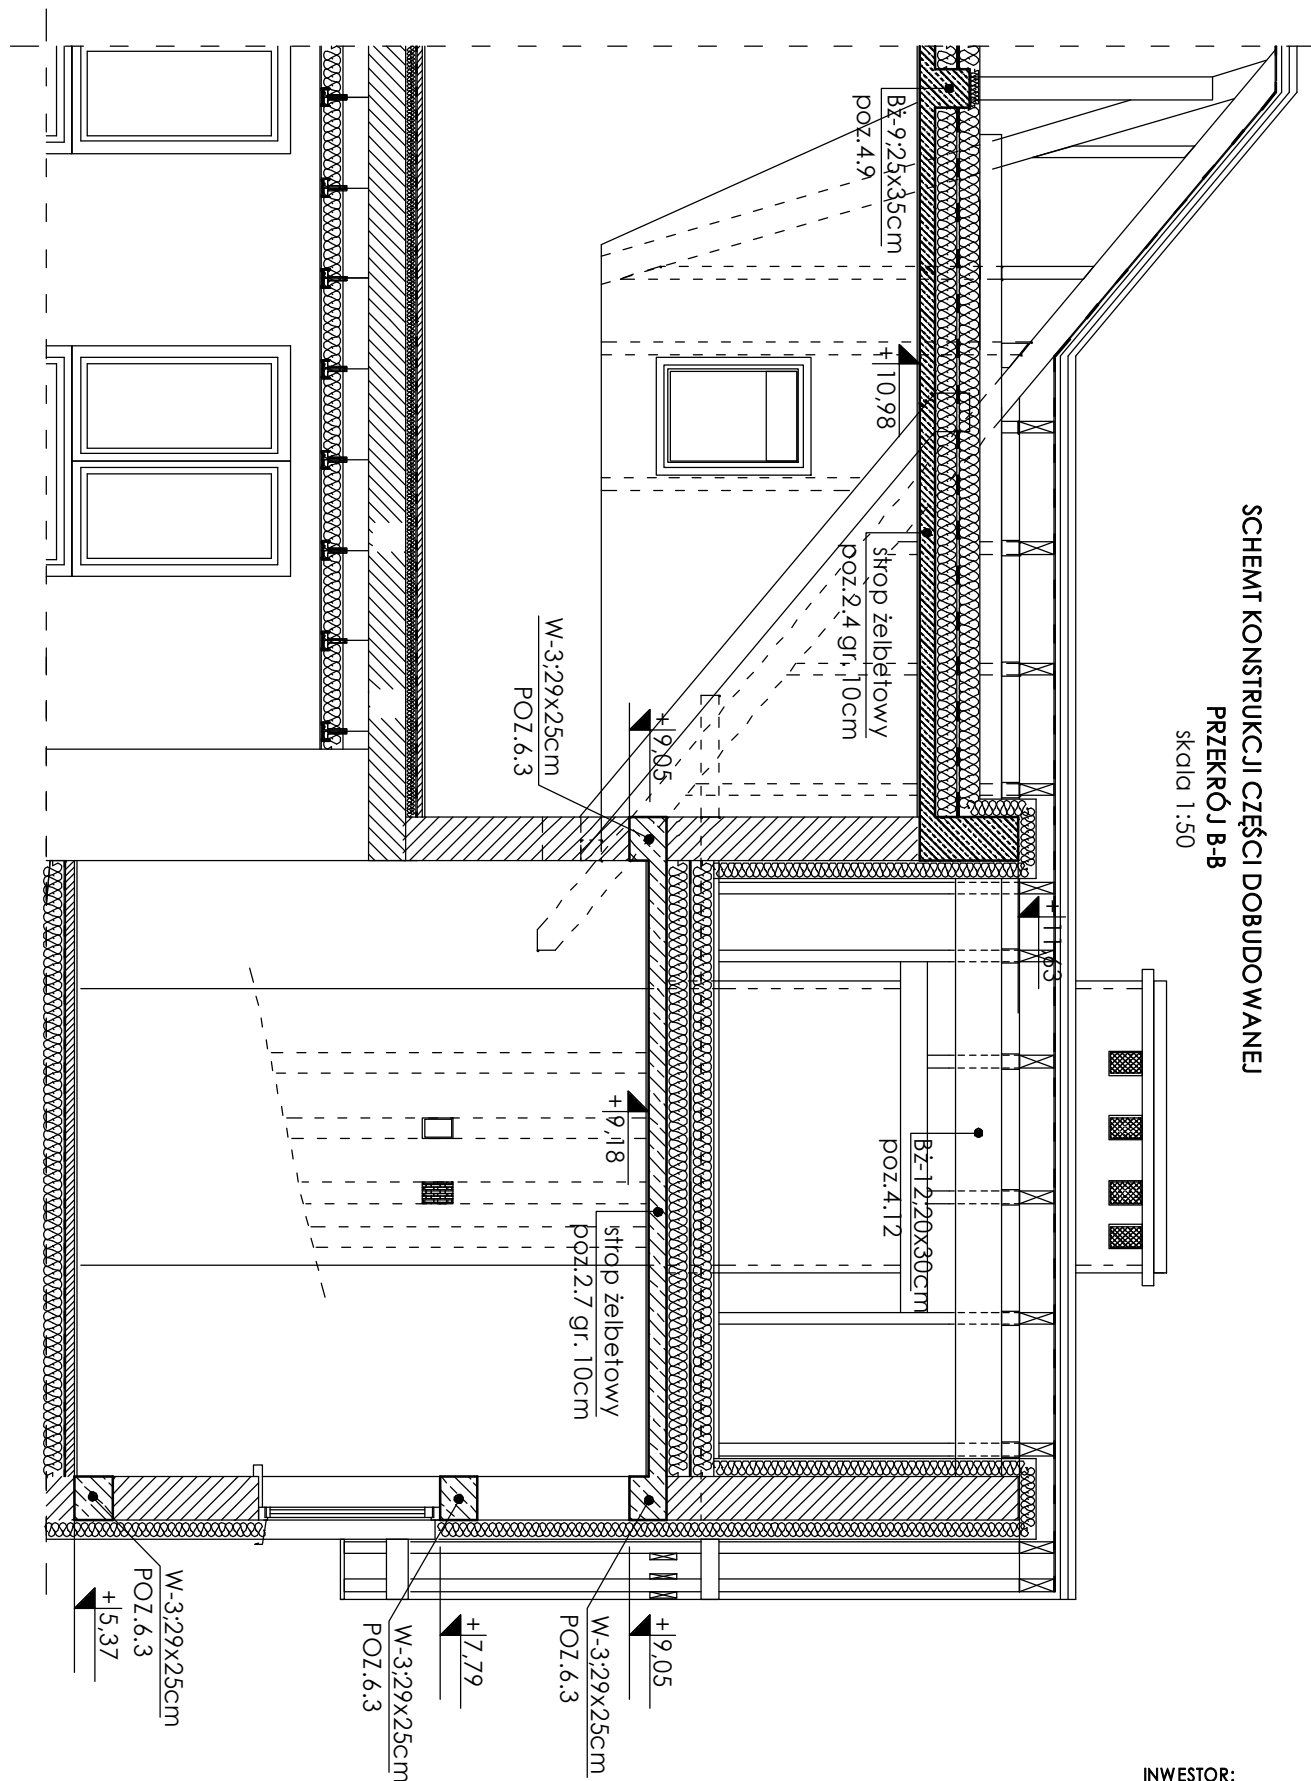 SCHEMT KONSTRUKCJI CZĘŚCI DOBUDOWANEJ
PRZEKRÓJ B-B
skala 1:50
Bż-9;25x35cm
poz.4.9
+10,98
strop żelbetowy
poz.2.4 gr. 10cm
W-3;29x25cm
POZ.6.3
+9,05
+11,63
Bż-12;20x30cm
poz.4.12
+9,18
strop żelbetowy
poz.2.7 gr. 10cm
+9,05
W-3;29x25cm
POZ.6.3
+7,79
W-3;29x25cm
POZ.6.3
W-3;29x25cm
POZ.6.3
+5,37
INWESTOR: